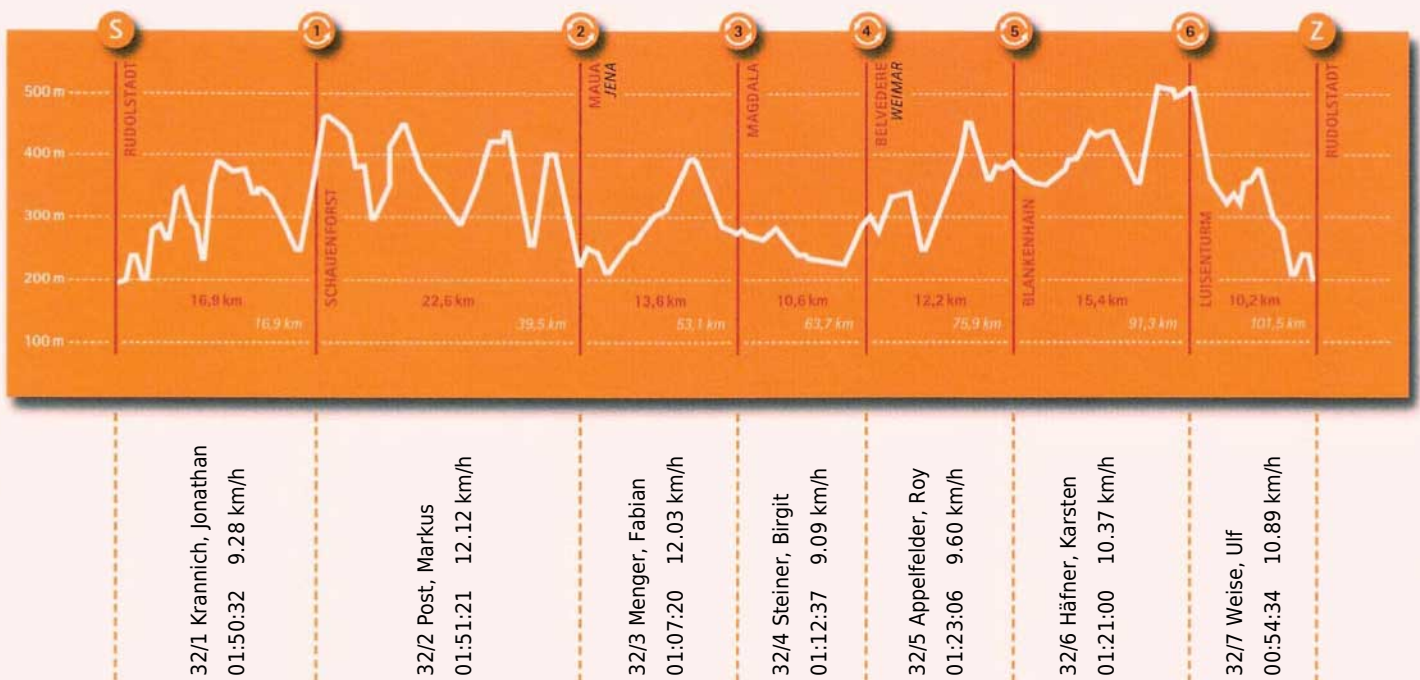 S
1
2
3
4
5
6
Z
500 m
400 m
300 m
200 m
100 m
RUDOLSTADT
SCHAUENFORST
MAUA
JENA
MAGDALA
BELVEDERE
WEIMAR
BLANKENHAIN
LUISENTURM
RUDOLSTADT
16,9 km
22,6 km
13,6 km
10,6 km
12,2 km
15,4 km
10,2 km
16,9 km
39,5 km
53,1 km
63,7 km
75,9 km
91,3 km
101,5 km
32/1 Krannich, Jonathan
01:50:32 9.28 km/h
32/2 Post, Markus
01:51:21 12.12 km/h
32/3 Menger, Fabian
01:07:20 12.03 km/h
32/4 Steiner, Birgit
01:12:37 9.09 km/h
32/5 Appelfelder, Roy
01:23:06 9.60 km/h
32/6 Häfner, Karsten
01:21:00 10.37 km/h
32/7 Weise, Ulf
00:54:34 10.89 km/h